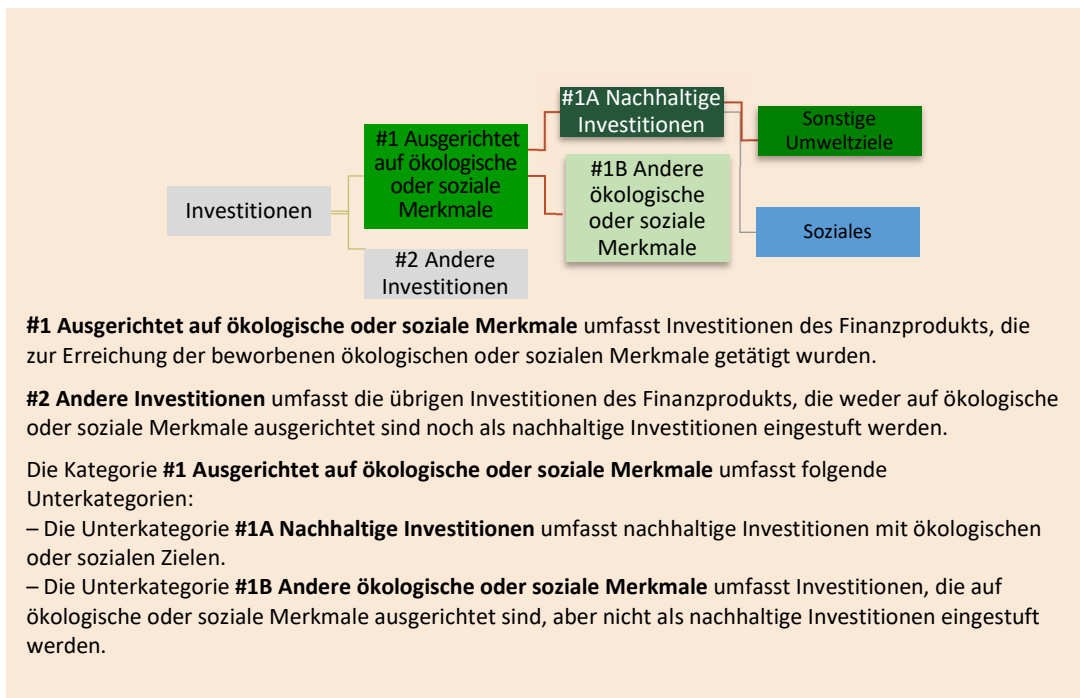 #1A Nachhaltige
Investitionen
Sonstige
Umweltziele
#1 Ausgerichtet
auf ökologische
oder soziale
Merkmale
#1B Andere
ökologische
oder soziale
Merkmale
Investitionen
Soziales
#2 Andere
Investitionen
#1 Ausgerichtet auf ökologische oder soziale Merkmale umfasst Investitionen des Finanzprodukts, die
zur Erreichung der beworbenen ökologischen oder sozialen Merkmale getätigt wurden.
#2 Andere Investitionen umfasst die übrigen Investitionen des Finanzprodukts, die weder auf ökologische
oder soziale Merkmale ausgerichtet sind noch als nachhaltige Investitionen eingestuft werden.
Die Kategorie #1 Ausgerichtet auf ökologische oder soziale Merkmale umfasst folgende
Unterkategorien:
– Die Unterkategorie #1A Nachhaltige Investitionen umfasst nachhaltige Investitionen mit ökologischen
oder sozialen Zielen.
– Die Unterkategorie #1B Andere ökologische oder soziale Merkmale umfasst Investitionen, die auf
ökologische oder soziale Merkmale ausgerichtet sind, aber nicht als nachhaltige Investitionen eingestuft
werden.